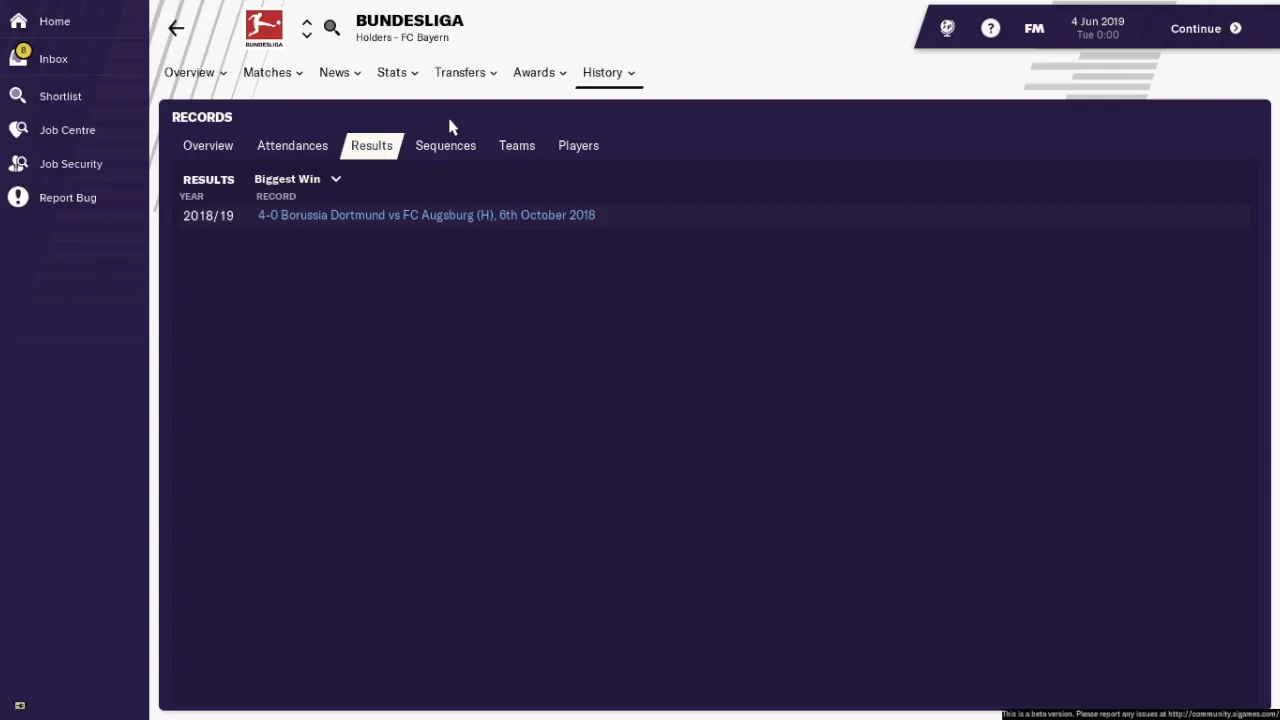 Home
8
Inbox
Shortlist
Job Centre
Job Security
Report Bug
BUNDESLIGA
BUNDESLIGA
Holders - FC Bayern
FM
4 Jun 2019
Tue 0:00
Continue
Overview
Matches
News
Stats
Transfers
Awards
History
RECORDS
Overview
Attendances
Results
Sequences
Teams
Players
RESULTS
Biggest Win
YEAR
RECORD
2018/19
4-0 Borussia Dortmund vs FC Augsburg (H), 6th October 2018
This is a beta version. Please report any issues at http://community.sigames.com/